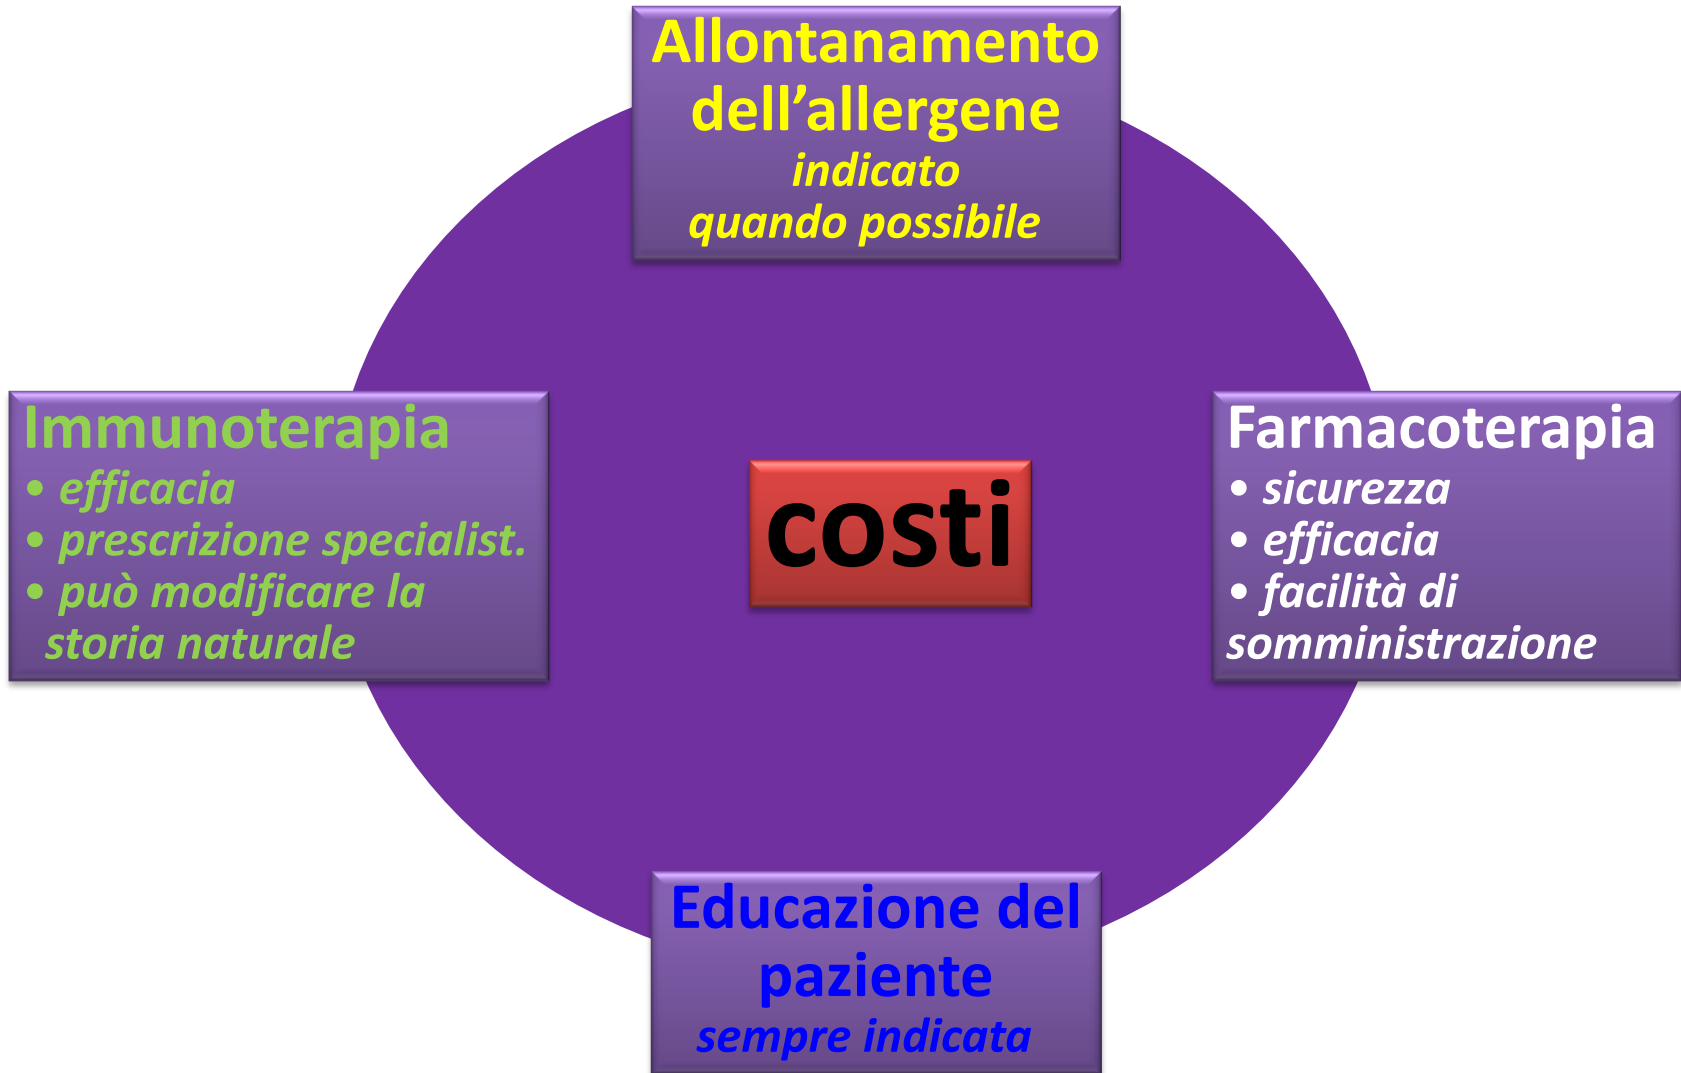 Allontanamento
dell’allergene
indicato
quando possibile
Immunoterapia
• efficacia
• prescrizione specialist.
• può modificare la
storia naturale
costi
Farmacoterapia
• sicurezza
• efficacia
• facilità di
somministrazione
Educazione del
paziente
sempre indicata